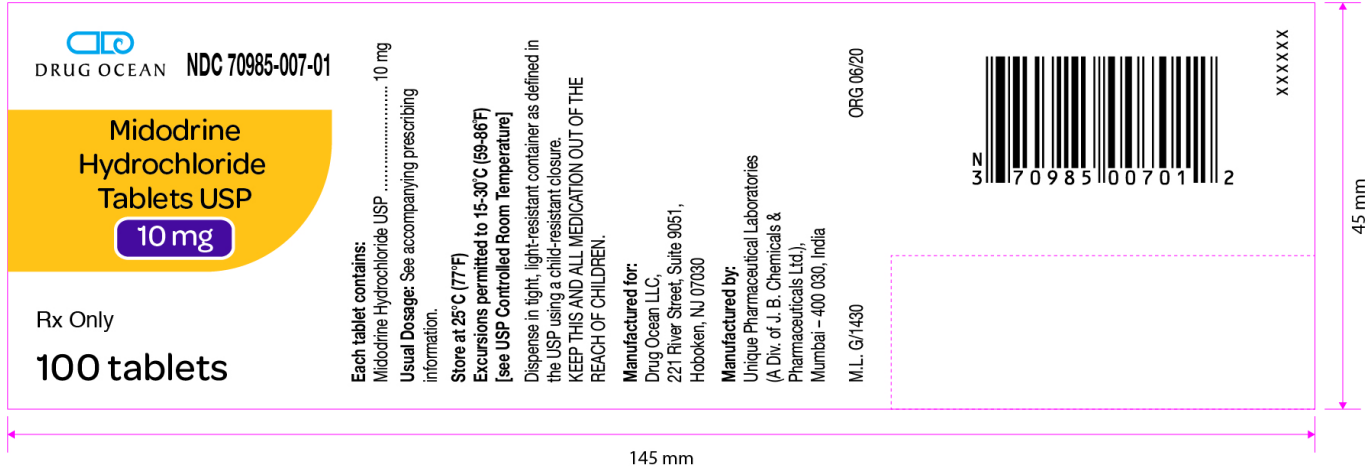 DRUG OCEAN
NDC 70985-007-01
Midodrine
Hydrochloride
Tablets USP
10 mg
Rx Only
100 tablets
Each tablet contains:
Midodrine Hydrochloride USP .......................... 10 mg
Usual Dosage: See accompanying prescribing
information.
Store at 25°C (77°F)
Excursions permitted to 15-30°C (59-86°F)
[see USP Controlled Room Temperature]
Dispense in tight, light-resistant container as defined in
the USP using a child-resistant closure.
KEEP THIS AND ALL MEDICATION OUT OF THE
REACH OF CHILDREN.
Manufactured for:
Drug Ocean LLC,
221 River Street, Suite 9051,
Hoboken, NJ 07030
Manufactured by:
Unique Pharmaceutical Laboratories
(A Div. of J. B. Chemicals &
Pharmaceuticals Ltd.),
Mumbai – 400 030, India
M.L. G/1430 ORG 06/20
N
3 70985 00701 2
XXXXXX
45 mm
145 mm